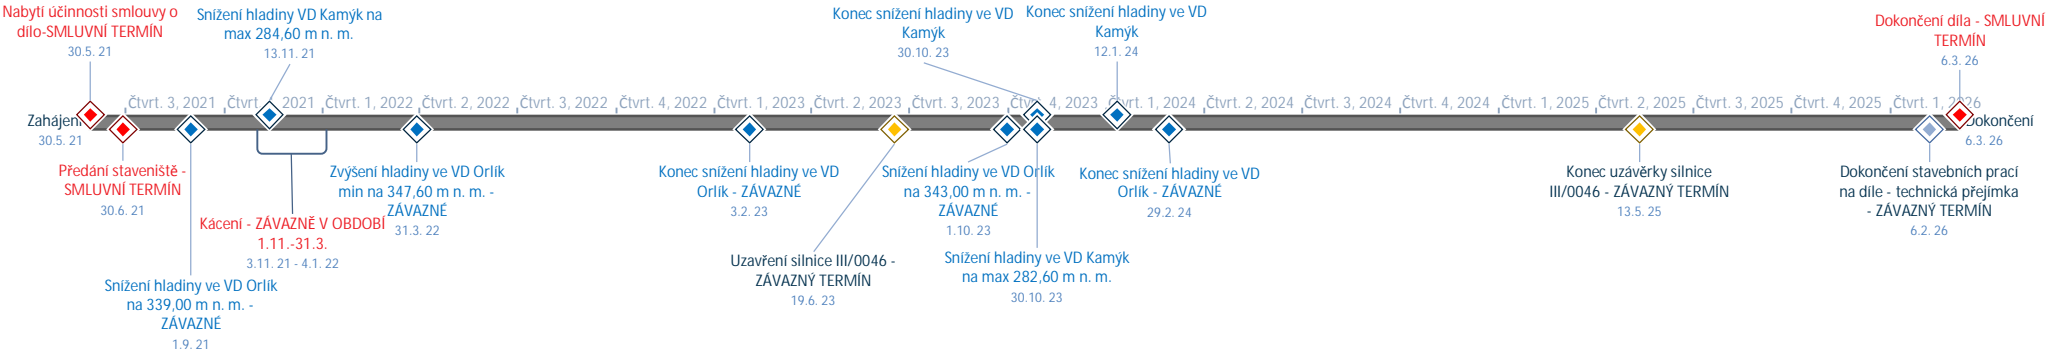 Nabytí účinnosti smlouvy o
dílo-SMLUVNÍ TERMÍN
30.5. 21
Snížení hladiny VD Kamýk na
max 284,60 m n. m.
13.11. 21
Konec snížení hladiny ve VD
Kamýk
30.10. 23
Konec snížení hladiny ve VD
Kamýk
12.1. 24
Dokončení díla - SMLUVNÍ
TERMÍN
6.3. 26
Čtvrt. 3, 2021
Čtvrt. 2021
Čtvrt. 1, 2022
Čtvrt. 2, 2022
Čtvrt. 3, 2022
Čtvrt. 4, 2022
Čtvrt. 1, 2023
Čtvrt. 2, 2023
Čtvrt. 3, 2023
Čtvrt. 4, 2023
Čtvrt. 1, 2024
Čtvrt. 2, 2024
Čtvrt. 3, 2024
Čtvrt. 4, 2024
Čtvrt. 1, 2025
Čtvrt. 2, 2025
Čtvrt. 3, 2025
Čtvrt. 4, 2025
Čtvrt. 1, 2026
Zahájení
30.5. 21
Dokončení
6.3. 26
Předání staveniště -
SMLUVNÍ TERMÍN
30.6. 21
Snížení hladiny ve VD Orlík
na 339,00 m n. m. -
ZÁVAZNÉ
1.9. 21
Kácení - ZÁVAZNĚ V OBDOBÍ
1.11.-31.3.
3.11. 21 - 4.1. 22
Zvýšení hladiny ve VD Orlík
min na 347,60 m n. m. -
ZÁVAZNÉ
31.3. 22
Konec snížení hladiny ve VD
Orlík - ZÁVAZNÉ
3.2. 23
Uzavření silnice III/0046 -
ZÁVAZNÝ TERMÍN
19.6. 23
Snížení hladiny ve VD Orlík
na 343,00 m n. m. -
ZÁVAZNÉ
1.10. 23
Snížení hladiny ve VD Kamýk
na max 282,60 m n. m.
30.10. 23
Konec snížení hladiny ve VD
Orlík - ZÁVAZNÉ
29.2. 24
Konec uzávěrky silnice
III/0046 - ZÁVAZNÝ TERMÍN
13.5. 25
Dokončení stavebních prací
na díle - technická přejímka
- ZÁVAZNÝ TERMÍN
6.2. 26